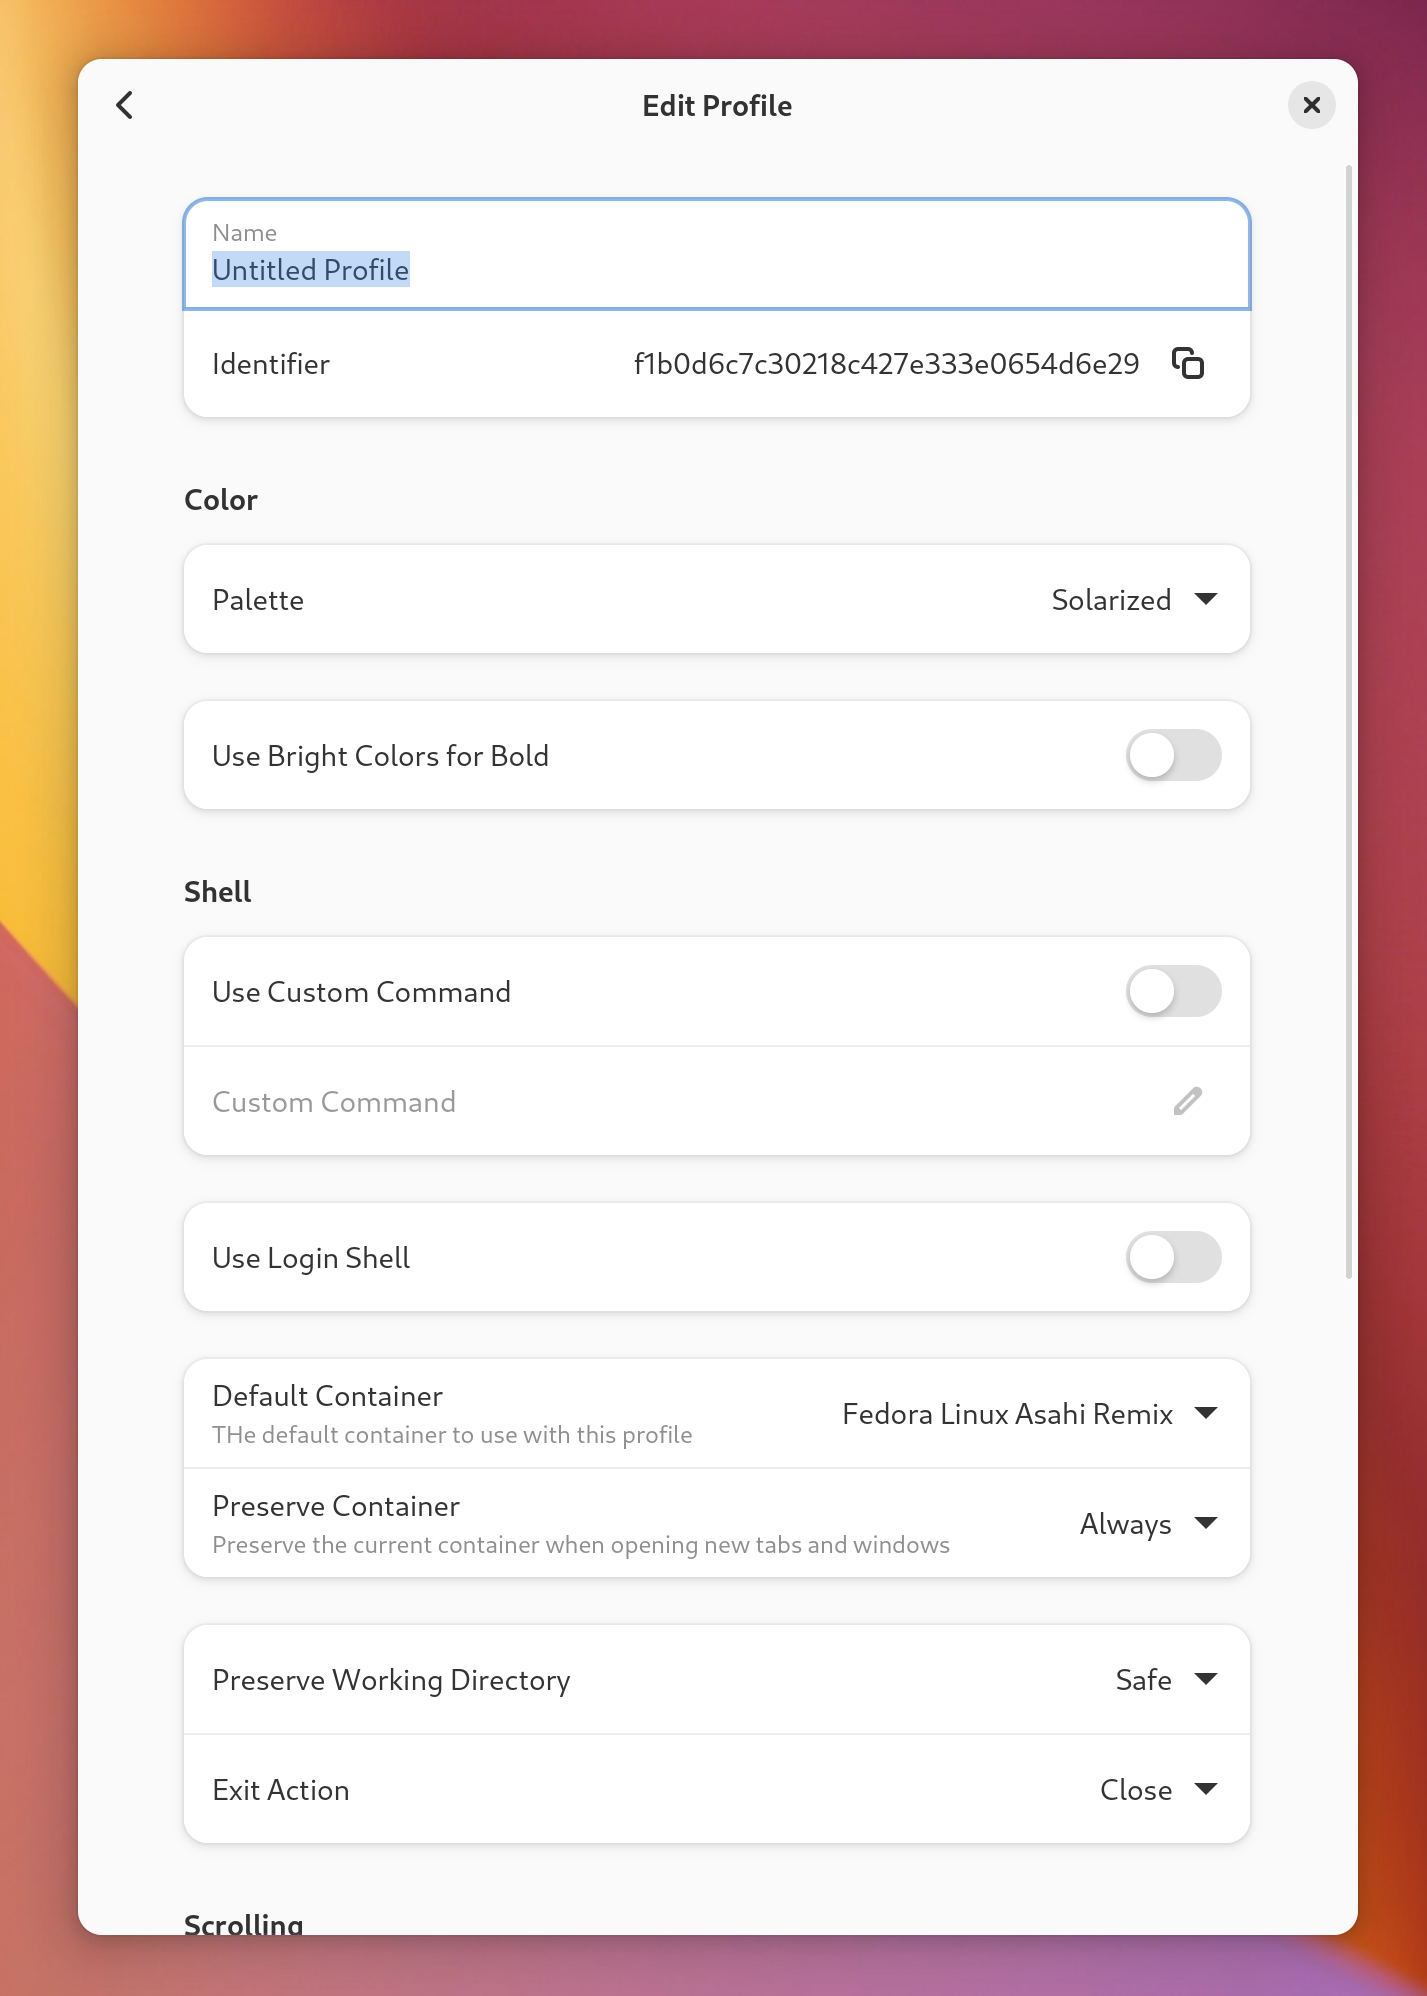 Edit Profile
Name
Untitled Profile
Identifier f1b0d6c7c30218c427e333e0654d6e29
Color
Palette Solarized
Use Bright Colors for Bold
Shell
Use Custom Command
Custom Command
Use Login Shell
Default Container
THe default container to use with this profile
Fedora Linux Asahi Remix
Preserve Container
Preserve the current container when opening new tabs and windows
Always
Preserve Working Directory Safe
Exit Action Close
Scrolling